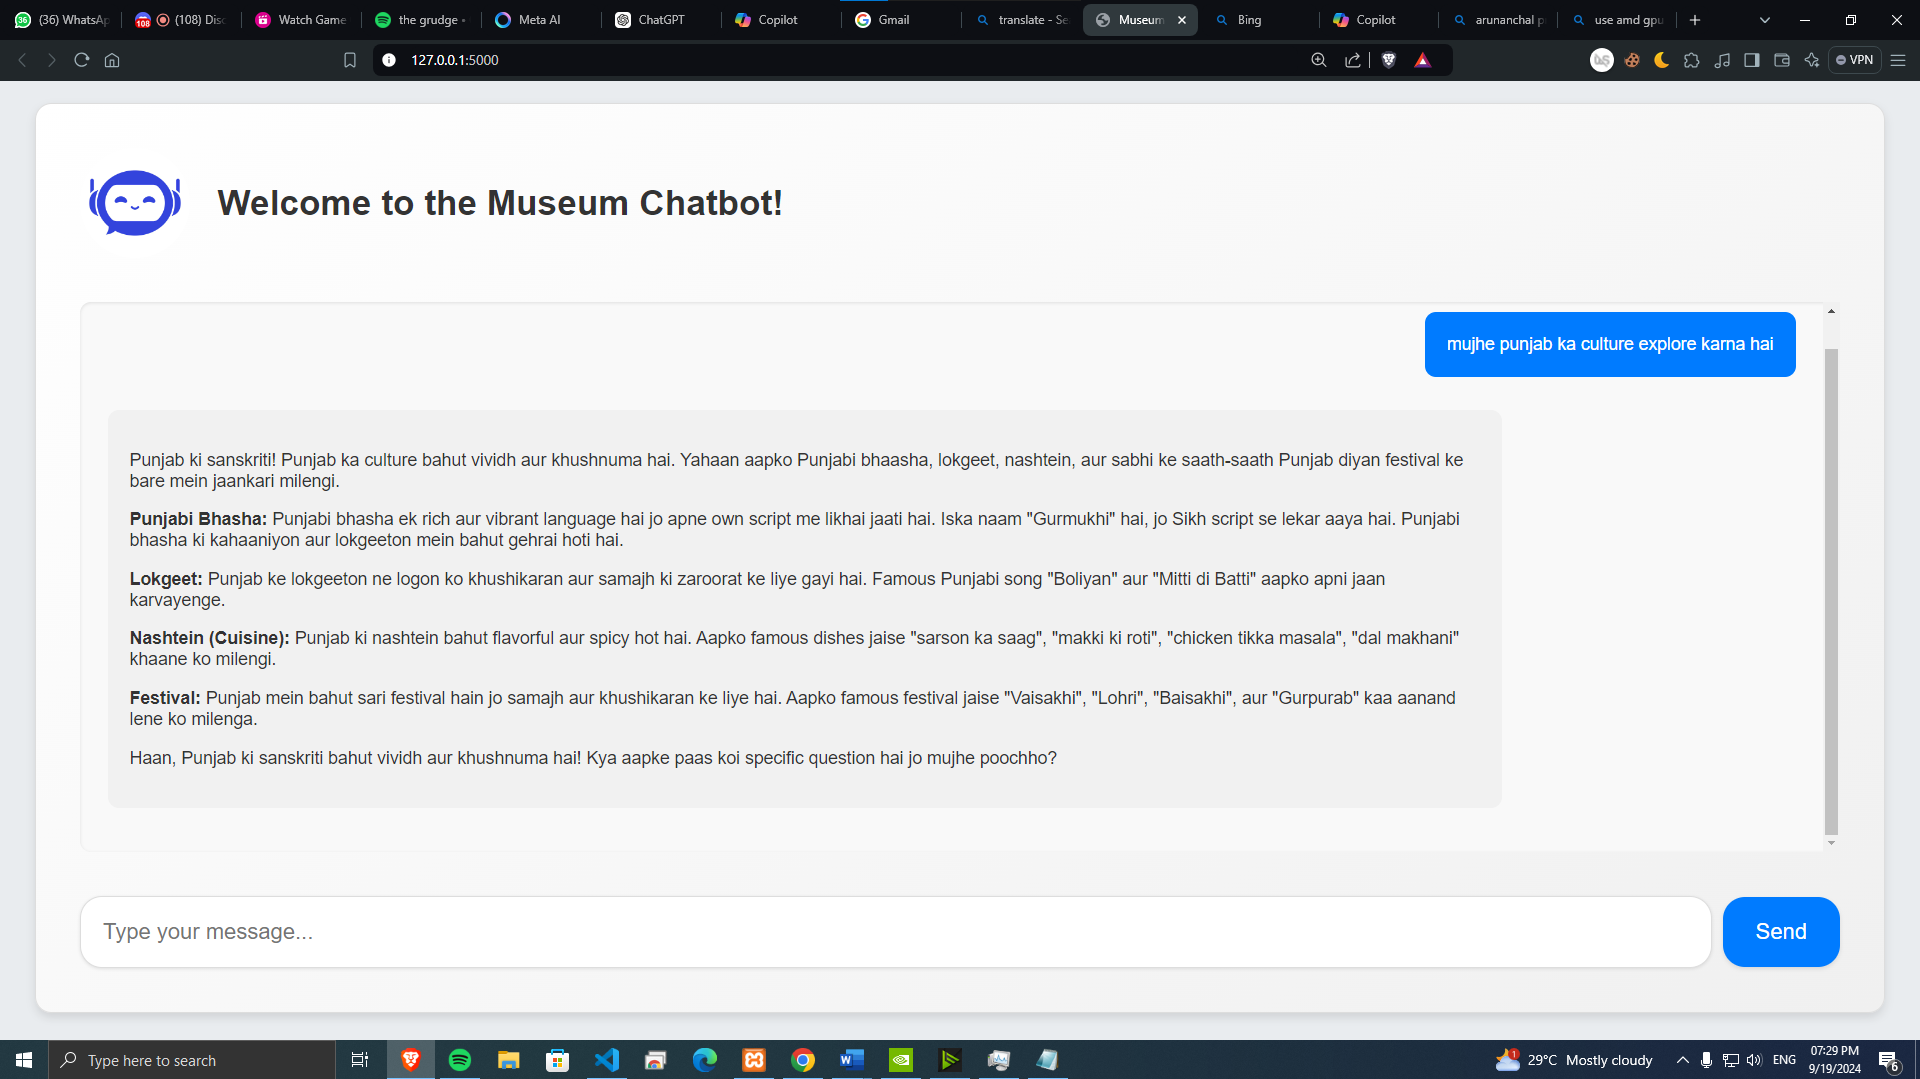 (36) WhatsAp
(108) Disc
Watch Game
the grudge •
Meta AI
ChatGPT
Copilot
Gmail
translate - Se
Museum
Bing
Copilot
arunanchal p
use amd gpu
127.0.0.1:5000
VPN
Welcome to the Museum Chatbot!
mujhe punjab ka culture explore karna hai
Punjab ki sanskriti! Punjab ka culture bahut vividh aur khushnuma hai. Yahaan aapko Punjabi bhaasha, lokgeet, nashtein, aur sabhi ke saath-saath Punjab diyan festival ke
bare mein jaankari milengi.
Punjabi Bhasha: Punjabi bhasha ek rich aur vibrant language hai jo apne own script me likhai jaati hai. Iska naam "Gurmukhi" hai, jo Sikh script se lekar aaya hai. Punjabi
bhasha ki kahaaniyon aur lokgeeton mein bahut gehrai hoti hai.
Lokgeet: Punjab ke lokgeeton ne logon ko khushikaran aur samajh ki zaroorat ke liye gayi hai. Famous Punjabi song "Boliyan" aur "Mitti di Batti" aapko apni jaan
karvayenge.
Nashtein (Cuisine): Punjab ki nashtein bahut flavorful aur spicy hot hai. Aapko famous dishes jaise "sarson ka saag", "makki ki roti", "chicken tikka masala", "dal makhani"
khaane ko milengi.
Festival: Punjab mein bahut sari festival hain jo samajh aur khushikaran ke liye hai. Aapko famous festival jaise "Vaisakhi", "Lohri", "Baisakhi", aur "Gurpurab" kaa aanand
lene ko milenga.
Haan, Punjab ki sanskriti bahut vividh aur khushnuma hai! Kya aapke paas koi specific question hai jo mujhe poochho?
Type your message...
Send
Type here to search
1
29°C Mostly cloudy
ENG
07:29 PM
9/19/2024
6